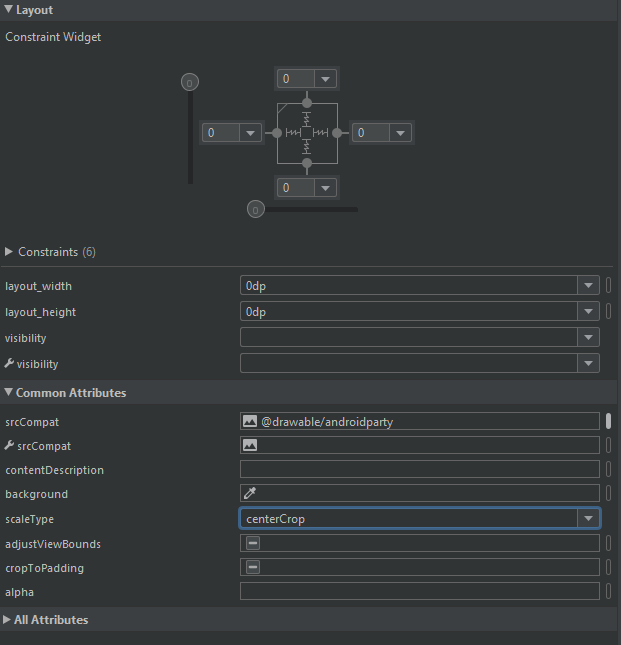 Layout
Constraint Widget
0
0
0
0
0
0
Constraints (6)
layout_width 0dp
layout_height 0dp
visibility
visibility
Common Attributes
srcCompat @drawable/androidparty
srcCompat
contentDescription
background
scaleType centerCrop
adjustViewBounds
cropToPadding
alpha
All Attributes